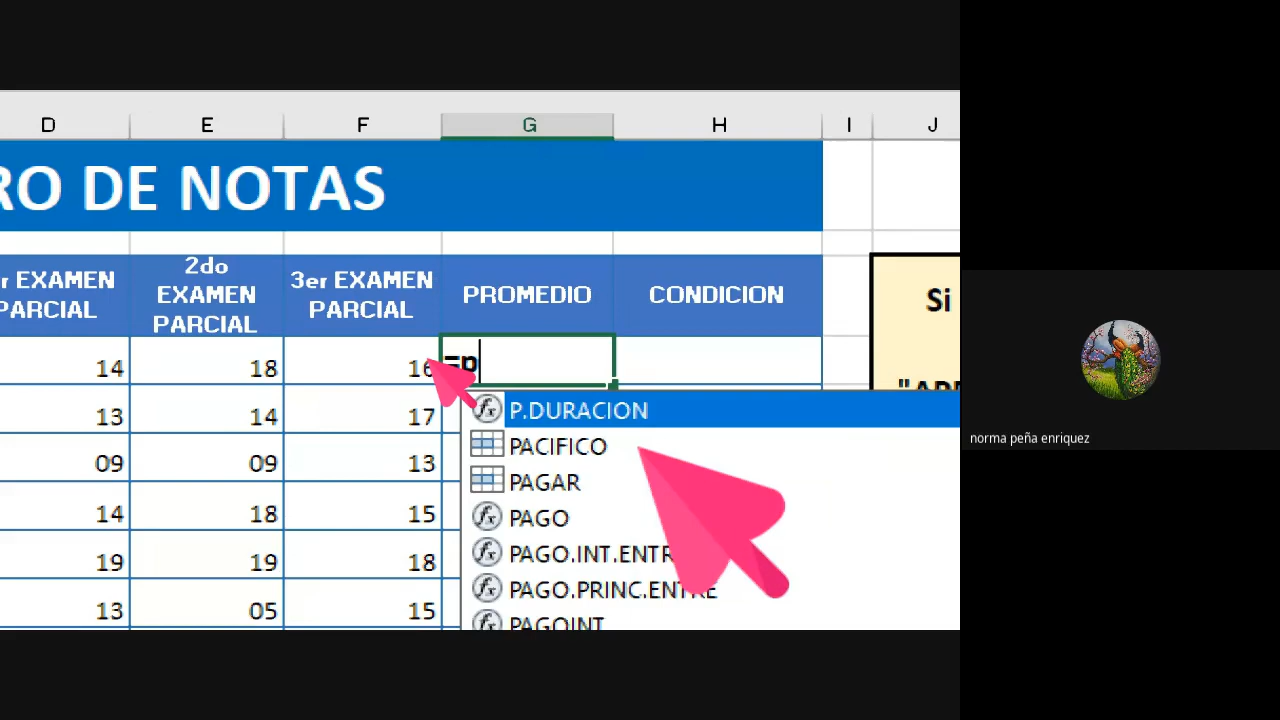 D E F G H I J
RO DE NOTAS
r EXAMEN PARCIAL
2do EXAMEN PARCIAL
3er EXAMEN PARCIAL
PROMEDIO
CONDICION
Si
14 18 16 =p
13 14 17
09 09 13
14 18 15
19 19 18
13 05 15
P.DURACION
PACIFICO
PAGAR
PAGO
PAGO.INT.ENTRE
PAGO.PRINC.ENTRE
PAGOINT
norma peña enriquez